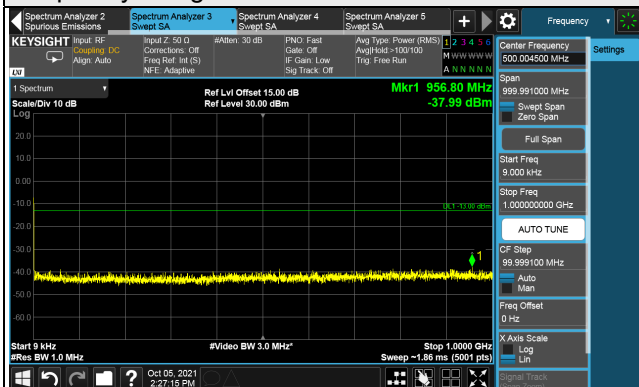 Spectrum Analyzer 2
Spurious Emissions
Spectrum Analyzer 3
Swept SA
Spectrum Analyzer 4
Swept SA
Spectrum Analyzer 5
Swept SA
Frequency
KEYSIGHT
Input: RF
Coupling: DC
Align: Auto
Input Z: 50 Ω
Corrections: Off
Freq Ref: Int (S)
NFE: Adaptive
#Atten: 30 dB
PNO: Fast
Gate: Off
IF Gain: Low
Sig Track: Off
Avg Type: Power (RMS)
Avg|Hold:>100/100
Trig: Free Run
1 2 3 4 5 6
M W W W W W
A N N N N N
LXI
1 Spectrum
Scale/Div 10 dB
Log
Ref Lvl Offset 15.00 dB
Ref Level 30.00 dBm
Mkr1 956.80 MHz
-37.99 dBm
20.0
10.0
0.00
-10.0
-20.0
-30.0
-40.0
-50.0
-60.0
DL1 -13.00 dBm
1
Start 9 kHz
#Res BW 1.0 MHz
#Video BW 3.0 MHz*
Stop 1.0000 GHz
Sweep ~1.86 ms (5001 pts)
Oct 05, 2021
2:27:15 PM
Center Frequency
500.004500 MHz
Settings
Span
999.991000 MHz
Swept Span
Zero Span
Full Span
Start Freq
9.000 kHz
Stop Freq
1.000000000 GHz
AUTO TUNE
CF Step
99.999100 MHz
Auto
Man
Freq Offset
0 Hz
X Axis Scale
Log
Lin
Signal Track